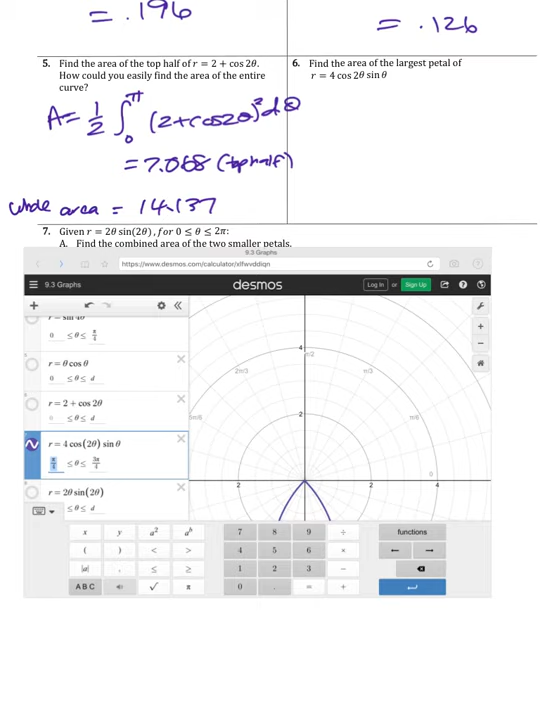 = .196
= .126
5. Find the area of the top half of r = 2 + cos 2θ.
How could you easily find the area of the entire
curve?
6. Find the area of the largest petal of
r = 4 cos 2θ sin θ
A = 1/2 ∫₀^π (2+cos2θ)² dθ
= 7.068 (top half)
whole area = 14.137
7. Given r = 2θ sin(2θ), for 0 ≤ θ ≤ 2π:
A. Find the combined area of the two smaller petals.
9.3 Graphs
https://www.desmos.com/calculator/xlfwvddiqn
9.3 Graphs
desmos
Log In or Sign Up
r = sin 4θ
0 ≤θ≤ π/4
r = θ cos θ
0 ≤θ≤ d
r = 2 + cos 2θ
0 ≤θ≤ d
r = 4 cos(2θ) sin θ
π/4 ≤θ≤ 3π/4
r = 2θ sin(2θ)
≤θ≤ d
4
π/2
2π/3
π/3
5π/6
π/6
2
0
2
2
4
x y a² aᵇ 7 8 9 ÷ functions
( ) < > 4 5 6 × ← →
|a| , ≤ ≥ 1 2 3 −
A B C √ π 0 . = +